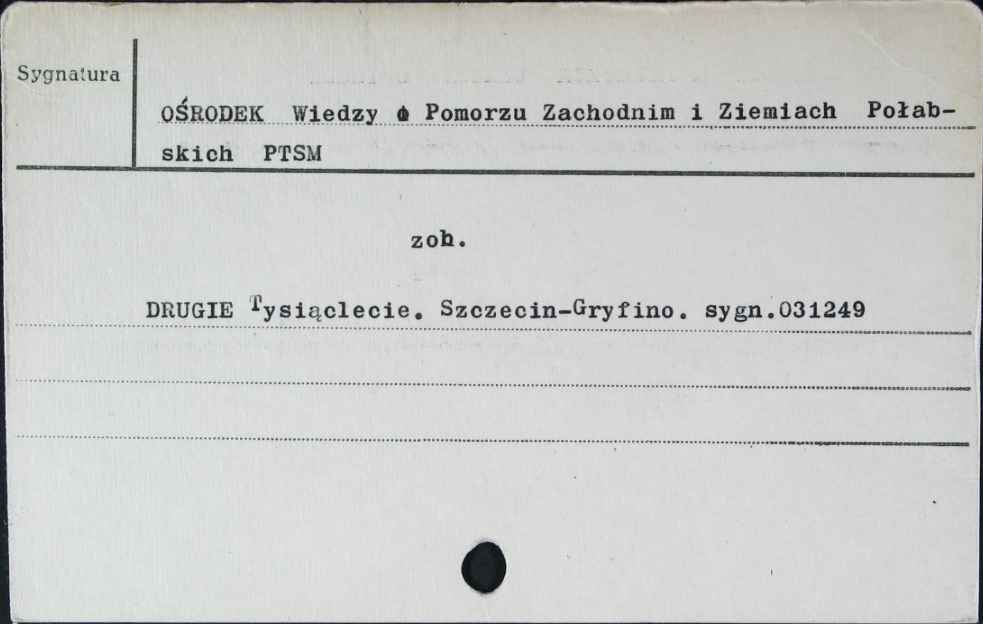 Sygnatura
OŚRODEK Wiedzy o Pomorzu Zachodnim i Ziemiach Połab-
skich PTSM
zob.
DRUGIE Tysiąclecie. Szczecin-Gryfino. sygn.031249